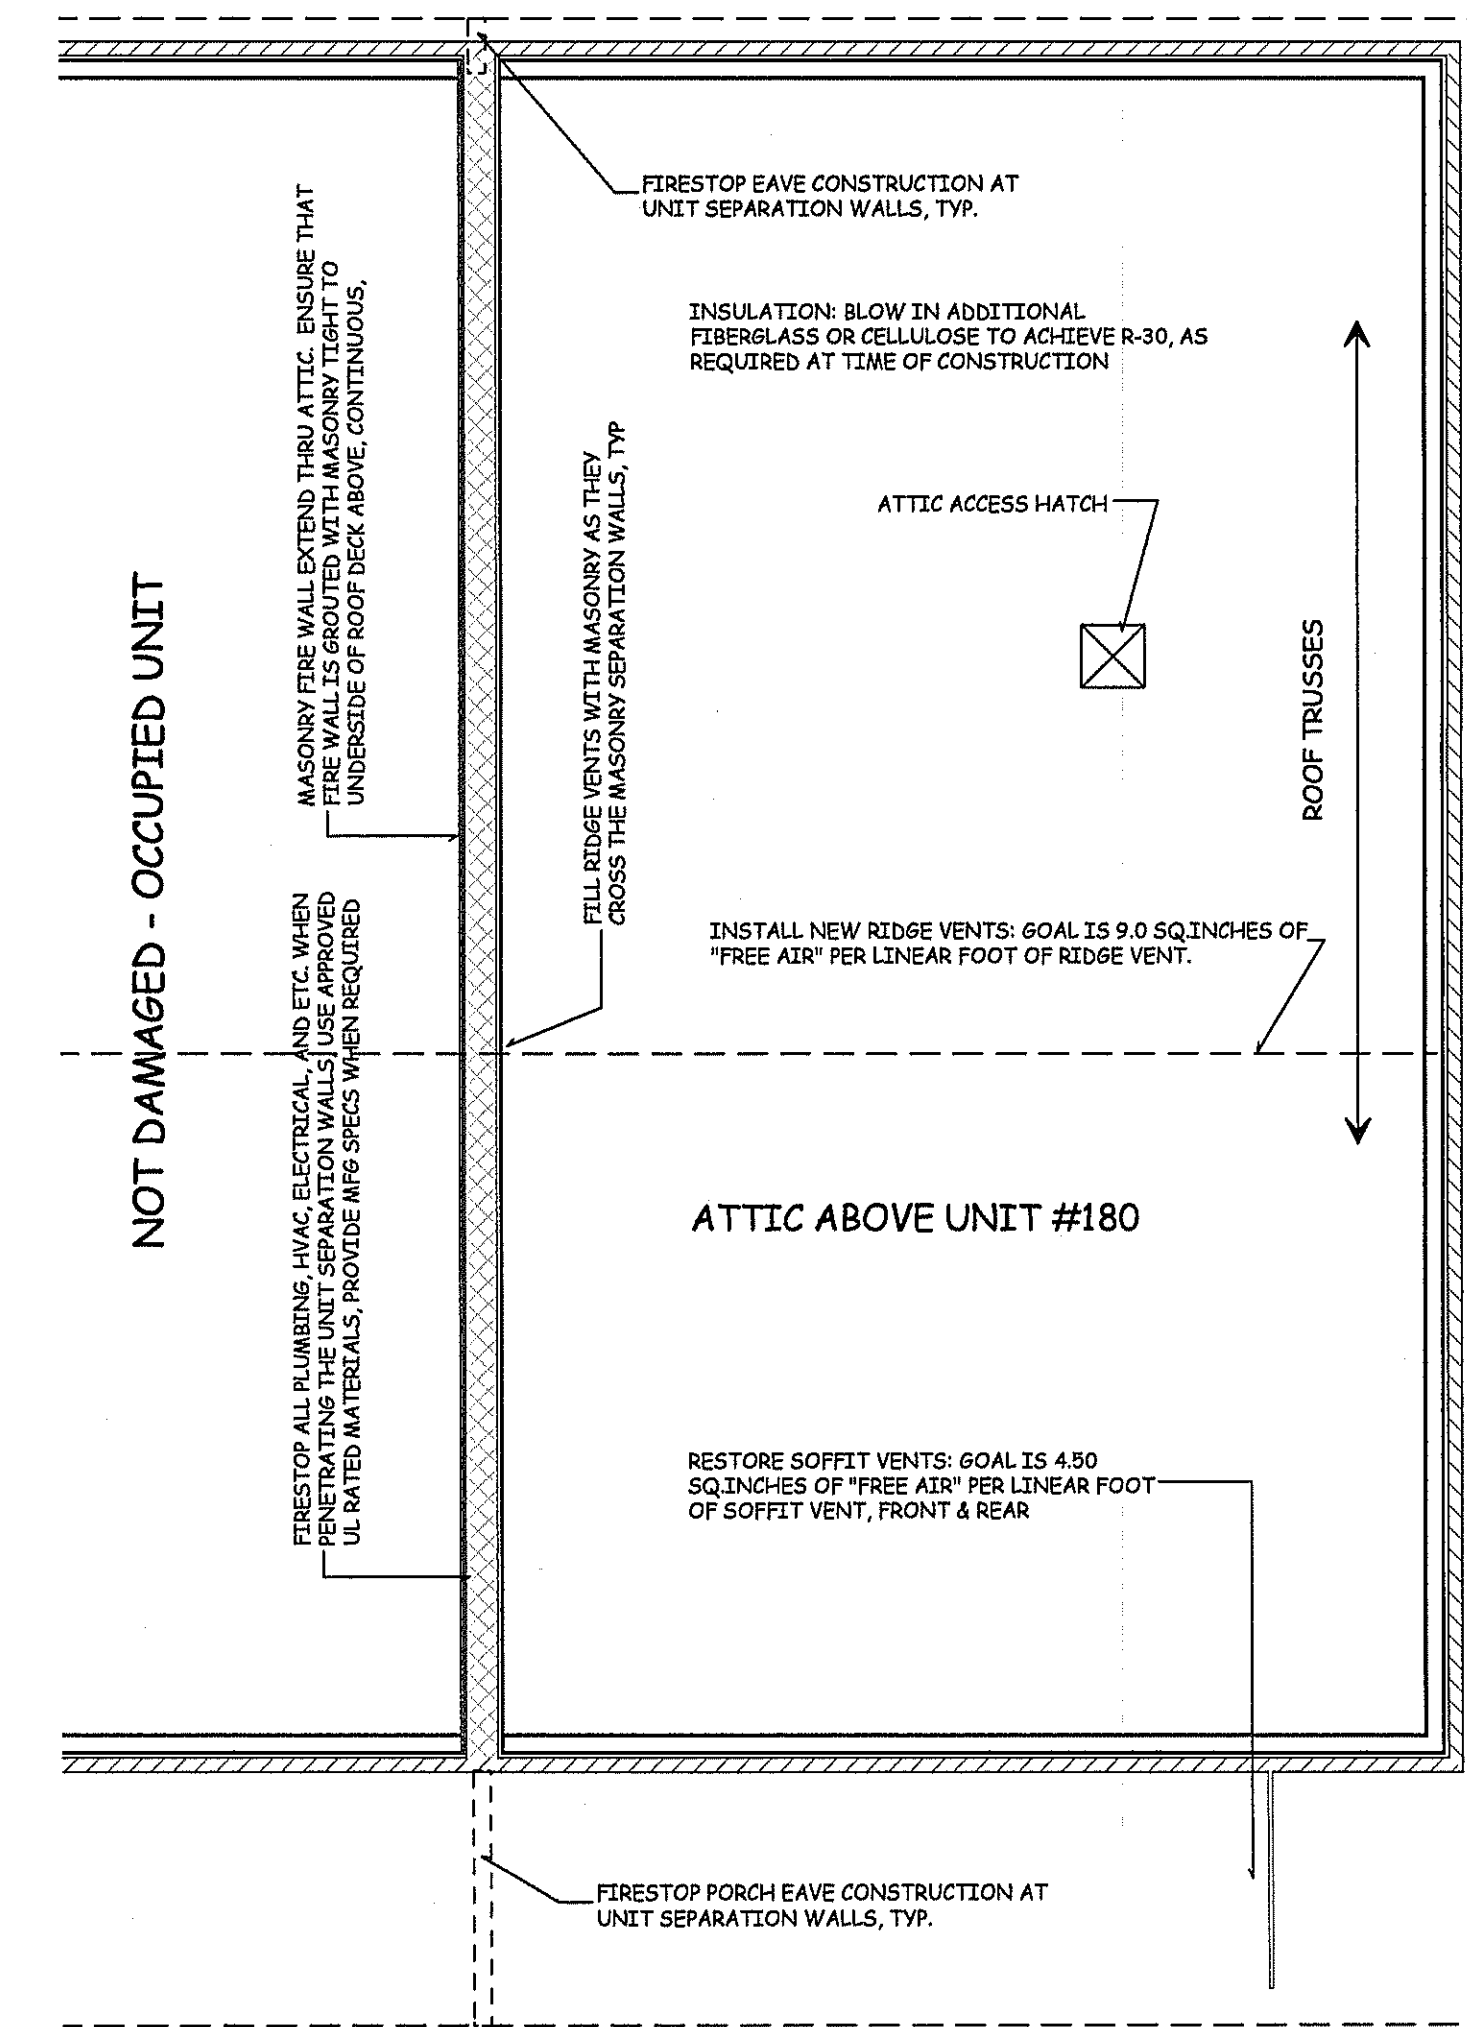 FIRESTOP EAVE CONSTRUCTION AT
UNIT SEPARATION WALLS, TYP.
MASONRY FIRE WALL EXTEND THRU ATTIC. ENSURE THAT
FIRE WALL IS GROUTED WITH MASONRY TIGHT TO
UNDERSIDE OF ROOF DECK ABOVE, CONTINUOUS,
INSULATION: BLOW IN ADDITIONAL
FIBERGLASS OR CELLULOSE TO ACHIEVE R-30, AS
REQUIRED AT TIME OF CONSTRUCTION
FILL RIDGE VENTS WITH MASONRY AS THEY
CROSS THE MASONRY SEPARATION WALLS, TYP
ATTIC ACCESS HATCH
NOT DAMAGED - OCCUPIED UNIT
ROOF TRUSSES
FIRESTOP ALL PLUMBING, HVAC, ELECTRICAL, AND ETC. WHEN
PENETRATING THE UNIT SEPARATION WALLS, USE APPROVED
UL RATED MATERIALS, PROVIDE MFG SPECS WHEN REQUIRED
INSTALL NEW RIDGE VENTS: GOAL IS 9.0 SQ.INCHES OF
"FREE AIR" PER LINEAR FOOT OF RIDGE VENT.
ATTIC ABOVE UNIT #180
RESTORE SOFFIT VENTS: GOAL IS 4.50
SQ.INCHES OF "FREE AIR" PER LINEAR FOOT
OF SOFFIT VENT, FRONT & REAR
FIRESTOP PORCH EAVE CONSTRUCTION AT
UNIT SEPARATION WALLS, TYP.